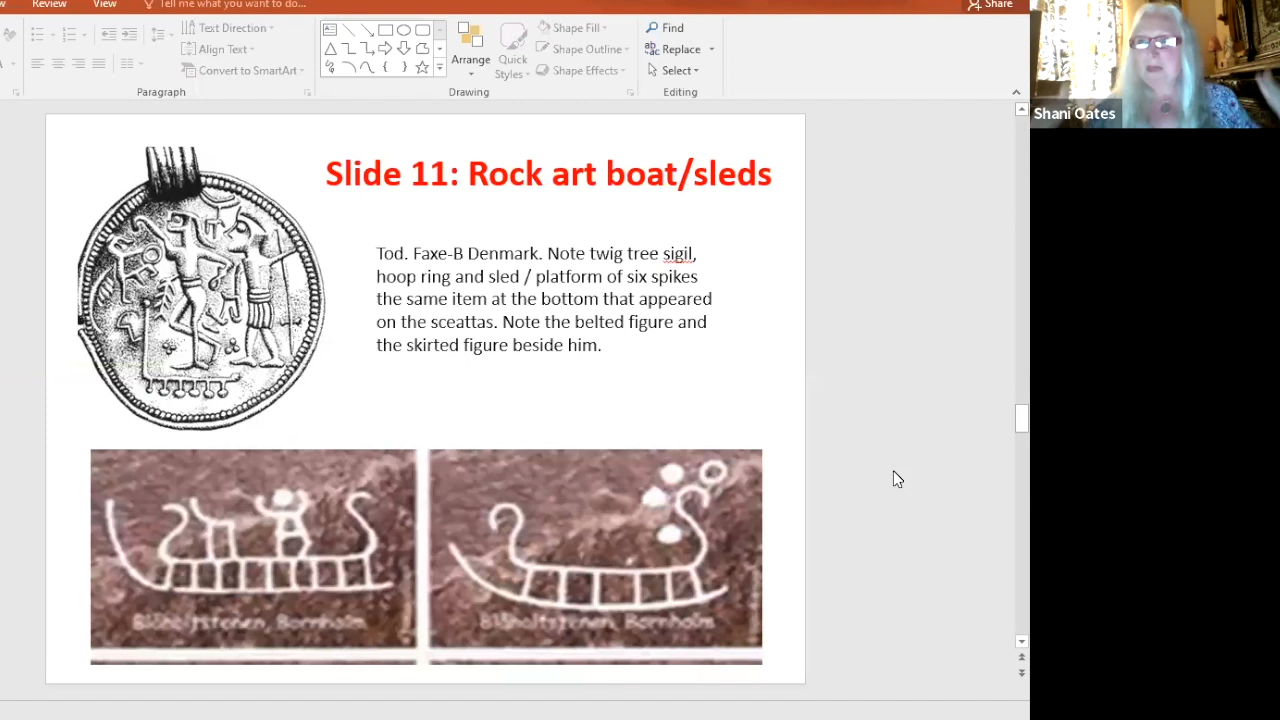 Review
View
Tell me what you want to do...
Share
Text Direction
Align Text
Convert to SmartArt
Paragraph
Arrange
Quick
Styles
Drawing
Shape Fill
Shape Outline
Shape Effects
Find
Replace
Select
Editing
Shani Oates
Slide 11: Rock art boat/sleds
Tod. Faxe-B Denmark. Note twig tree sigil,
hoop ring and sled / platform of six spikes
the same item at the bottom that appeared
on the sceattas. Note the belted figure and
the skirted figure beside him.
Blåholtstenen, Bornholm
Blåholtstenen, Bornholm